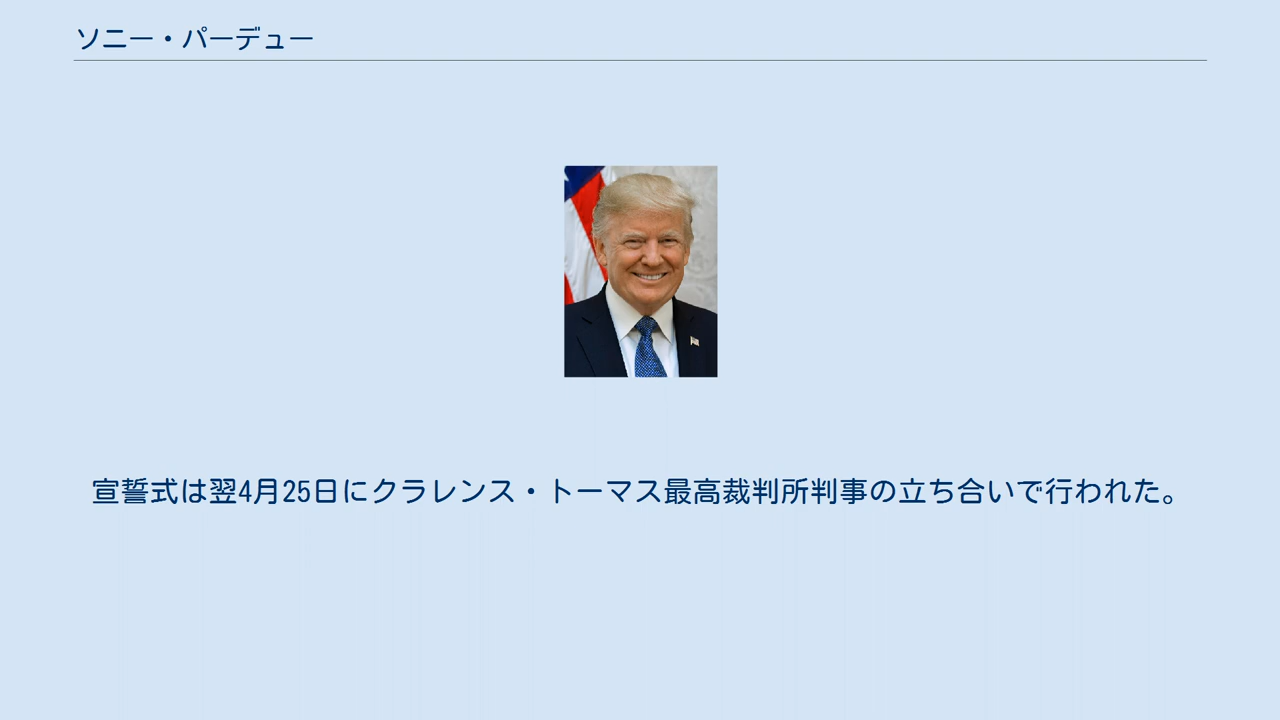 ソニー・パーデュー
宣誓式は翌4月25日にクラレンス・トーマス最高裁判所判事の立ち合いで行われた。